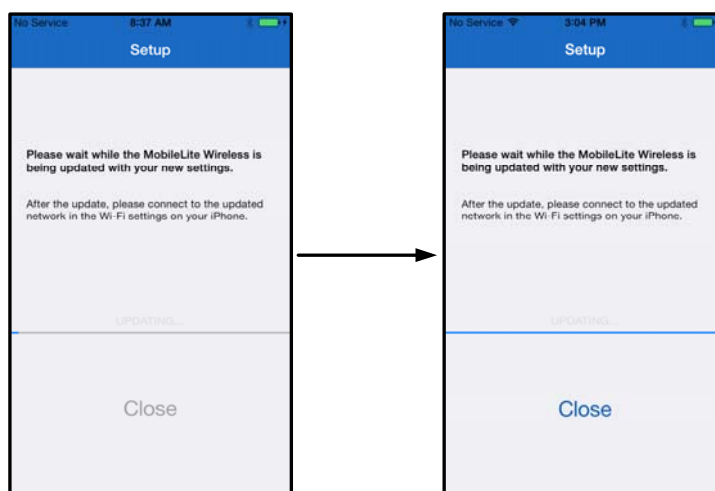 No Service 8:37 AM
Setup
Please wait while the MobileLite Wireless is
being updated with your new settings.
After the update, please connect to the updated
network in the Wi-Fi settings on your iPhone.
UPDATING...
Close
No Service 3:04 PM
Setup
Please wait while the MobileLite Wireless is
being updated with your new settings.
After the update, please connect to the updated
network in the Wi-Fi settings on your iPhone.
UPDATING...
Close